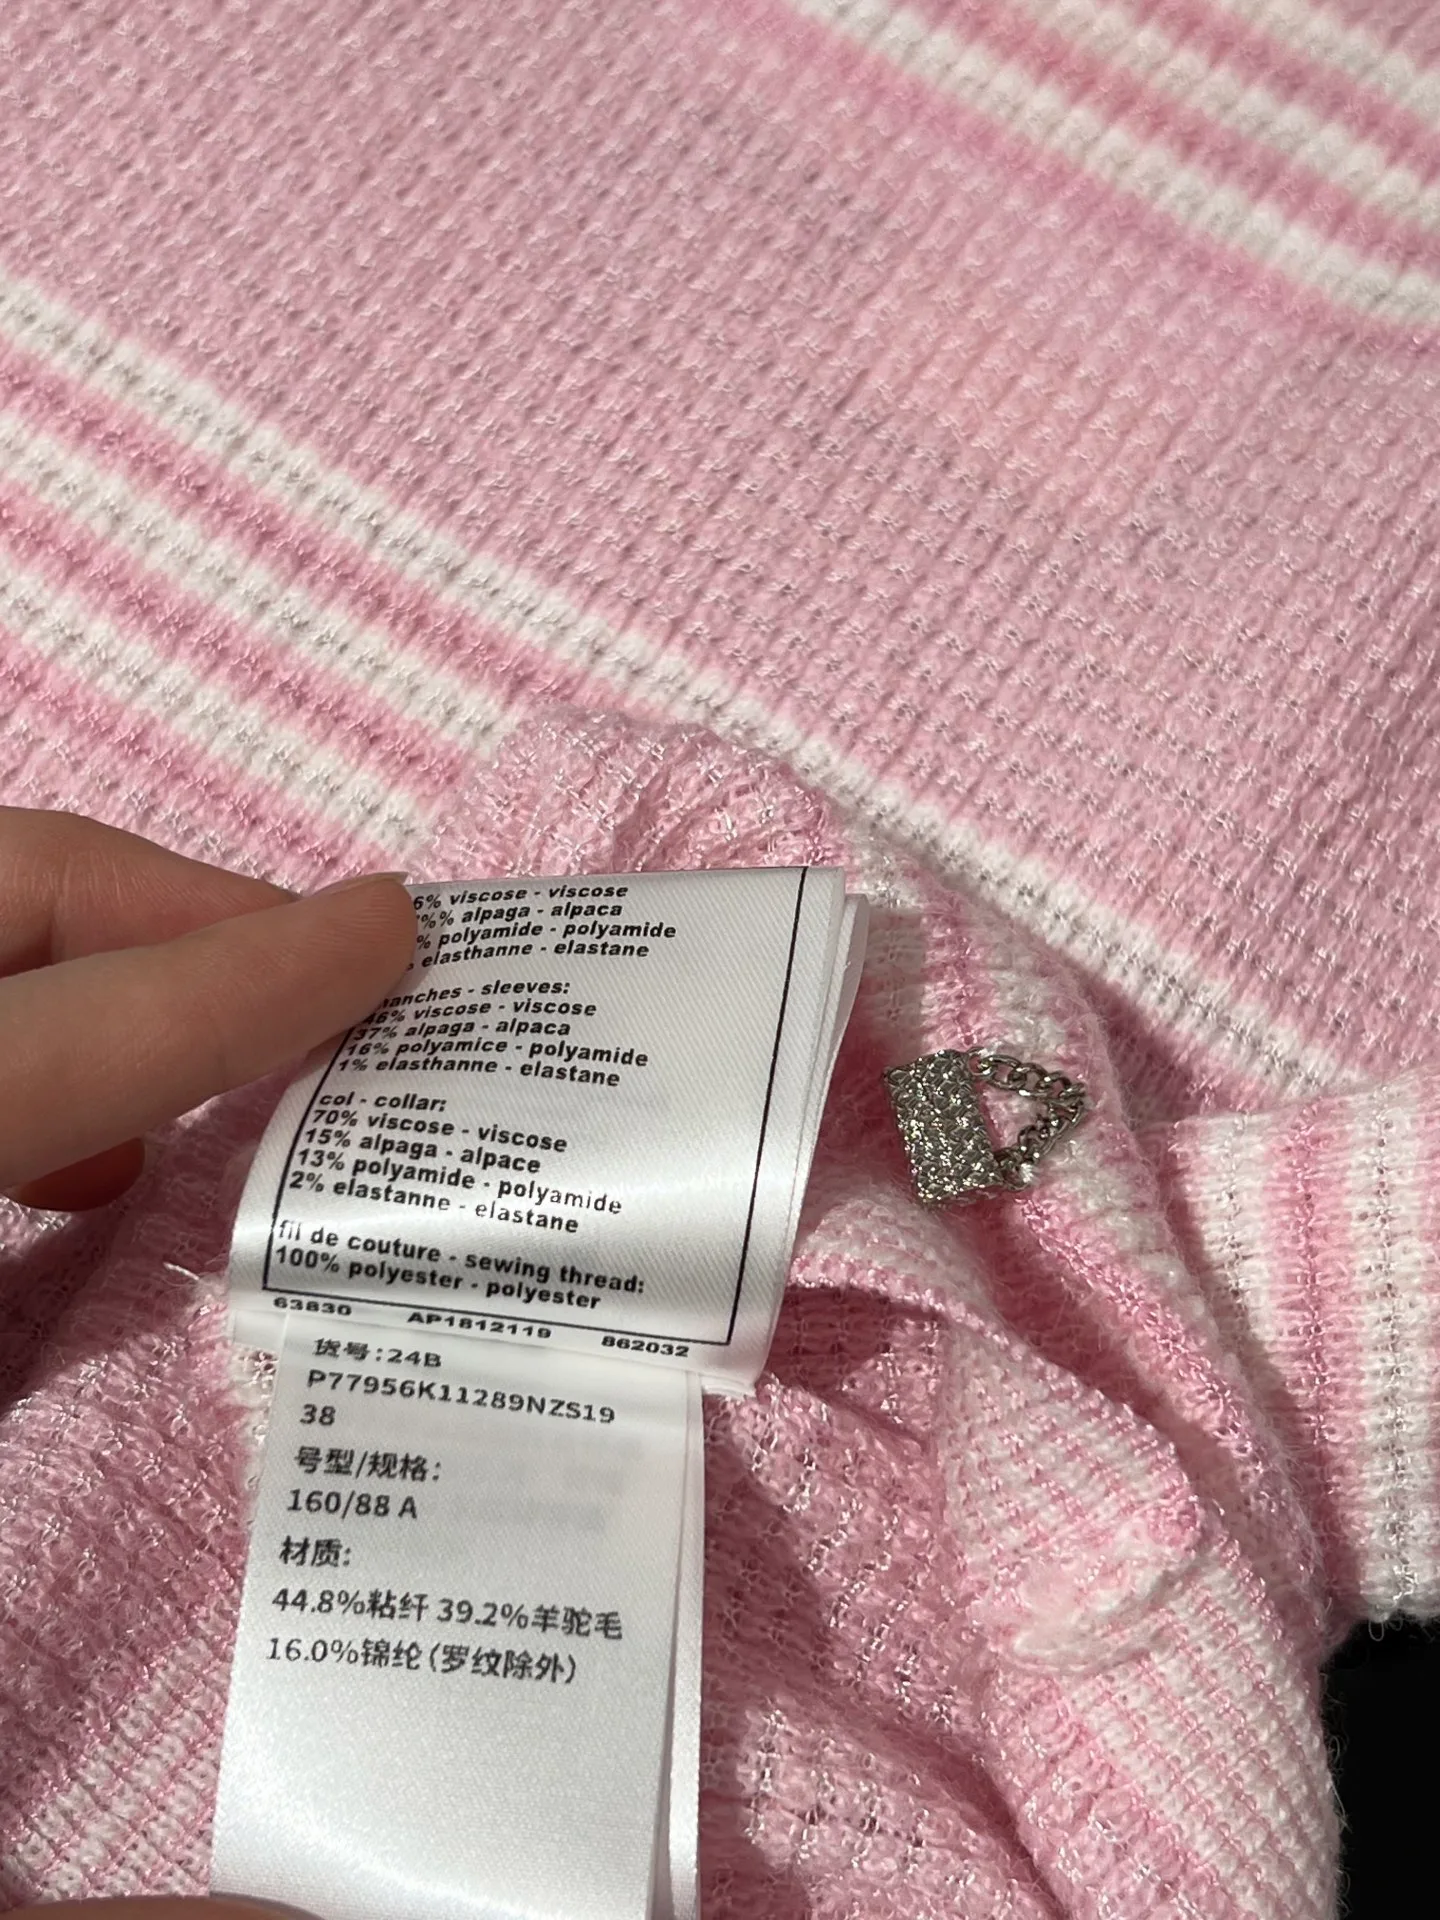 6% viscose - viscose
% alpaga - alpaca
% polyamide - polyamide
elasthanne - elastane
manches - sleeves:
46% viscose - viscose
37% alpaga - alpaca
16% polyamice - polyamide
1% elasthanne - elastane
col - collar:
70% viscose - viscose
15% alpaga - alpace
13% polyamide - polyamide
2% elastanne - elastane
fil de couture - sewing thread:
100% polyester - polyester
63830 AP1812119 862032
货号:24B
P77956K11289NZS19
38
号型/规格:
160/88 A
材质:
44.8%粘纤 39.2%羊驼毛
16.0%锦纶(罗纹除外)